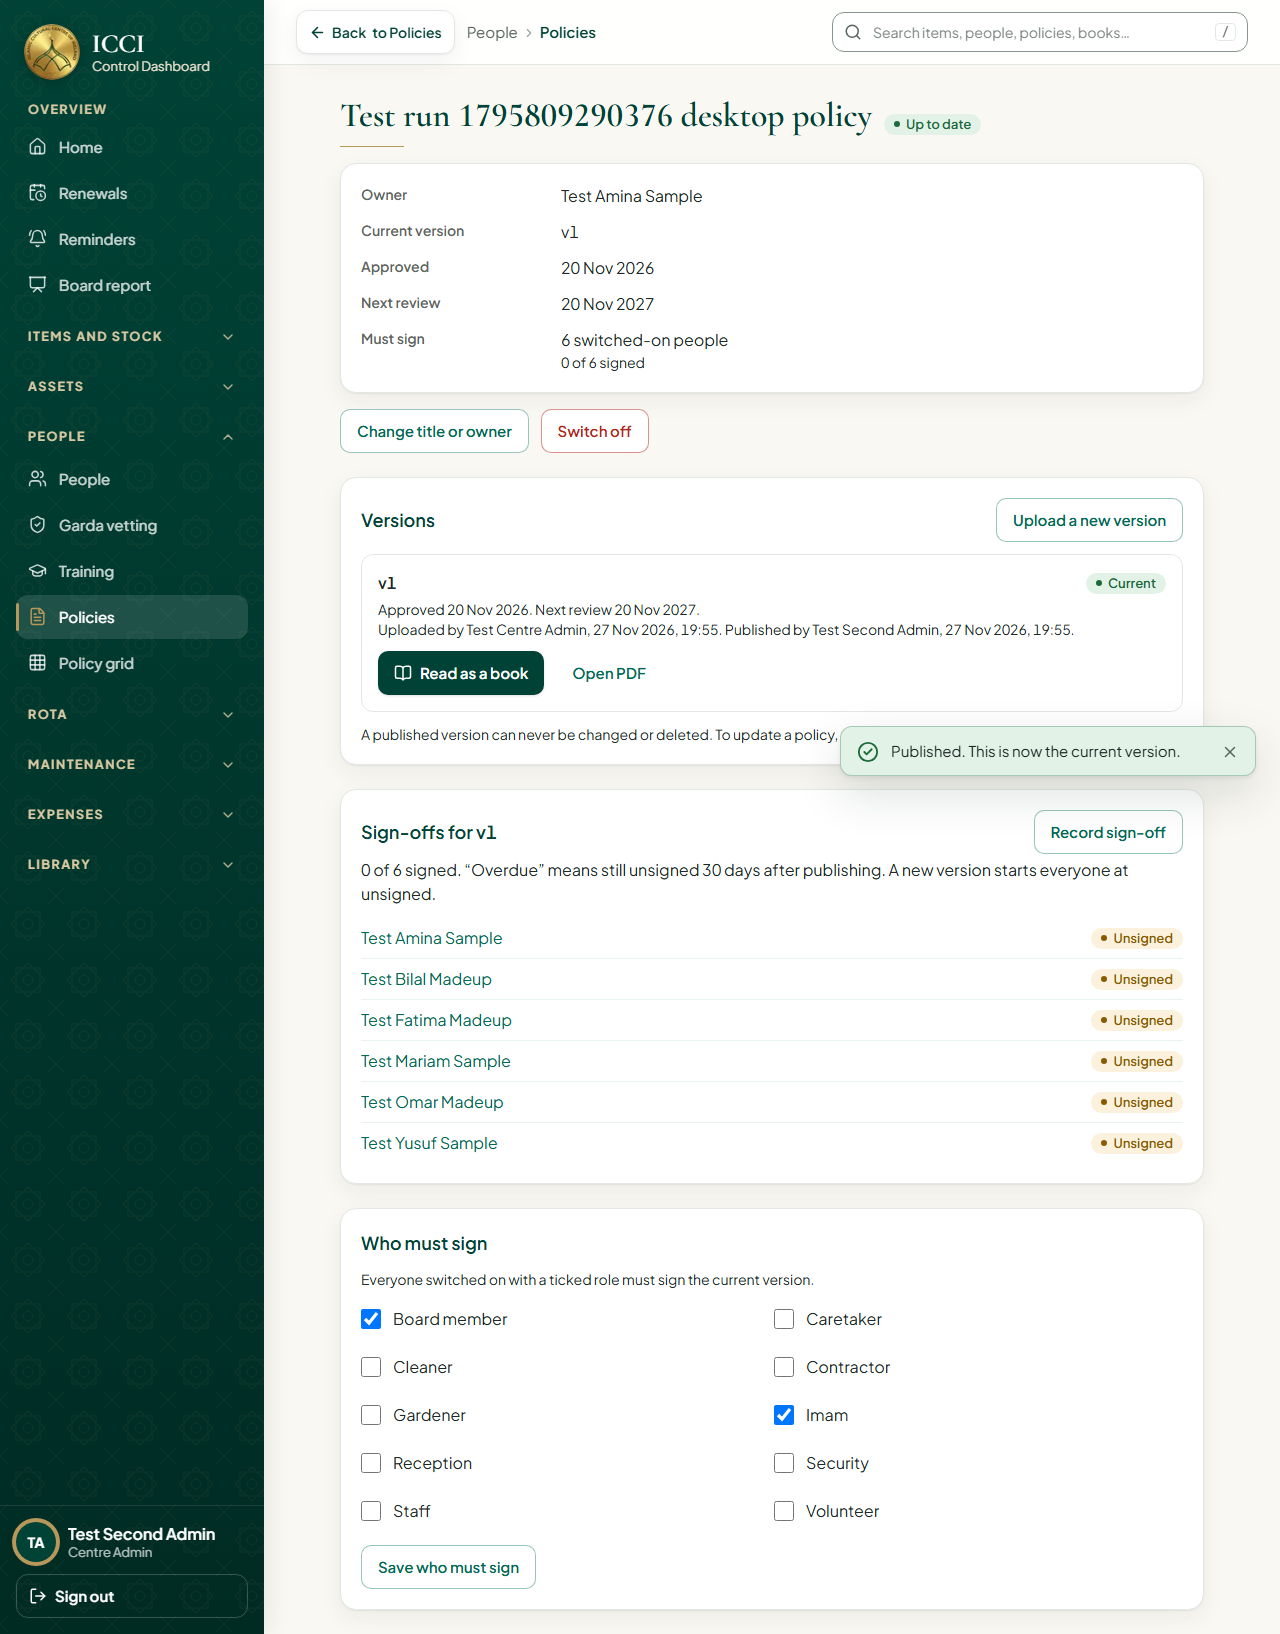 ICCI
Control Dashboard
OVERVIEW
Home
Renewals
Reminders
Board report
ITEMS AND STOCK
ASSETS
PEOPLE
People
Garda vetting
Training
Policies
Policy grid
ROTA
MAINTENANCE
EXPENSES
LIBRARY
TA
Test Second Admin
Centre Admin
Sign out
Back to Policies
People
Policies
Search items, people, policies, books...
/
Test run 1795809290376 desktop policy
Up to date
Owner
Test Amina Sample
Current version
v1
Approved
20 Nov 2026
Next review
20 Nov 2027
Must sign
6 switched-on people
0 of 6 signed
Change title or owner
Switch off
Versions
Upload a new version
v1
Current
Approved 20 Nov 2026. Next review 20 Nov 2027.
Uploaded by Test Centre Admin, 27 Nov 2026, 19:55. Published by Test Second Admin, 27 Nov 2026, 19:55.
Read as a book
Open PDF
A published version can never be changed or deleted. To update a policy,
Published. This is now the current version.
Sign-offs for v1
Record sign-off
0 of 6 signed. “Overdue” means still unsigned 30 days after publishing. A new version starts everyone at
unsigned.
Test Amina Sample
Unsigned
Test Bilal Madeup
Unsigned
Test Fatima Madeup
Unsigned
Test Mariam Sample
Unsigned
Test Omar Madeup
Unsigned
Test Yusuf Sample
Unsigned
Who must sign
Everyone switched on with a ticked role must sign the current version.
Board member
Caretaker
Cleaner
Contractor
Gardener
Imam
Reception
Security
Staff
Volunteer
Save who must sign